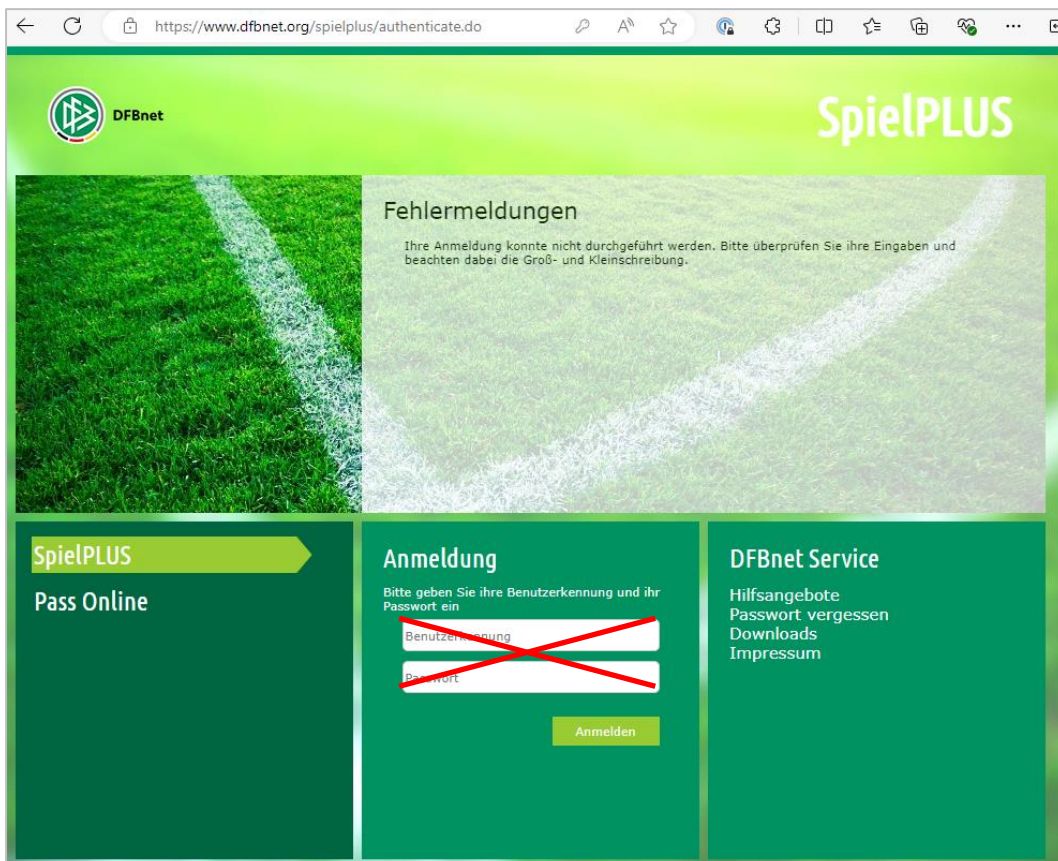 https://www.dfbnet.org/spielplus/authenticate.do
DFBnet
SpielPLUS
Fehlermeldungen
Ihre Anmeldung konnte nicht durchgeführt werden. Bitte überprüfen Sie ihre Eingaben und
beachten dabei die Groß- und Kleinschreibung.
SpielPLUS
Pass Online
Anmeldung
Bitte geben Sie ihre Benutzerkennung und ihr
Passwort ein
Benutzerkennung
Passwort
Anmelden
DFBnet Service
Hilfsangebote
Passwort vergessen
Downloads
Impressum